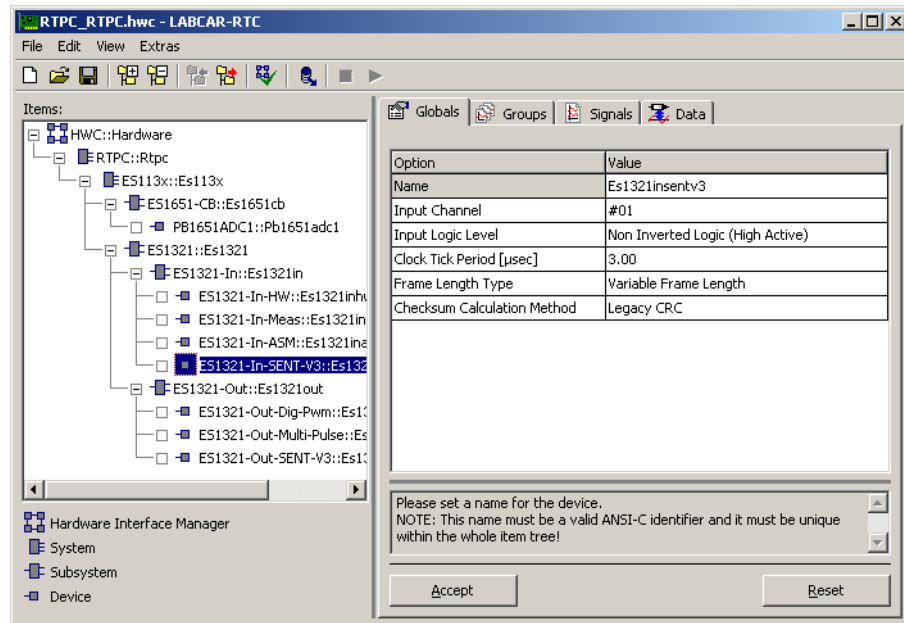 RTPC_RTPC.hwc - LABCAR-RTC
File Edit View Extras
Items:
HWC::Hardware
RTPC::Rtpc
ES113x::Es113x
ES1651-CB::Es1651cb
PB1651ADC1::Pb1651adc1
ES1321::Es1321
ES1321-In::Es1321in
ES1321-In-HW::Es1321inh
ES1321-In-Meas::Es1321in
ES1321-In-ASM::Es1321ina
ES1321-In-SENT-V3::Es132
ES1321-Out::Es1321out
ES1321-Out-Dig-Pwm::Es13
ES1321-Out-Multi-Pulse::Es
ES1321-Out-SENT-V3::Es13
Hardware Interface Manager
System
Subsystem
Device
Globals Groups Signals Data
Option Value
Name Es1321insentv3
Input Channel #01
Input Logic Level Non Inverted Logic (High Active)
Clock Tick Period [µsec] 3.00
Frame Length Type Variable Frame Length
Checksum Calculation Method Legacy CRC
Please set a name for the device.
NOTE: This name must be a valid ANSI-C identifier and it must be unique
within the whole item tree!
Accept Reset